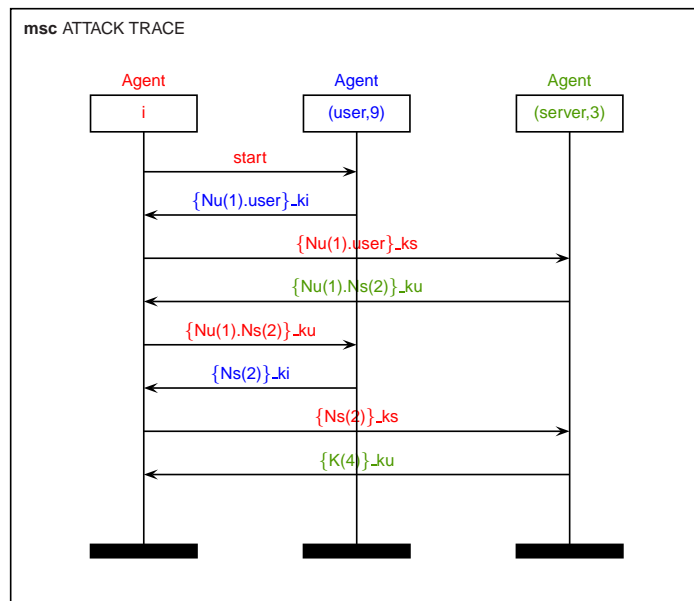 msc ATTACK TRACE
Agent Agent Agent
i (user,9) (server,3)
start
{Nu(1).user}_ki
{Nu(1).user}_ks
{Nu(1).Ns(2)}_ku
{Nu(1).Ns(2)}_ku
{Ns(2)}_ki
{Ns(2)}_ks
{K(4)}_ku